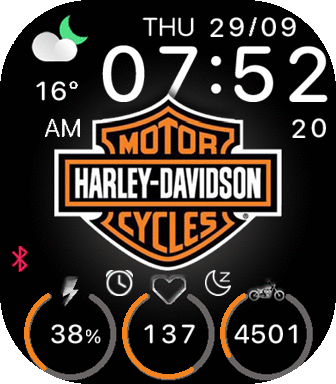 THU 29/09
07:52
16°
AM
20
MOTOR
HARLEY-DAVIDSON
CYCLES
®
38%
137
4501